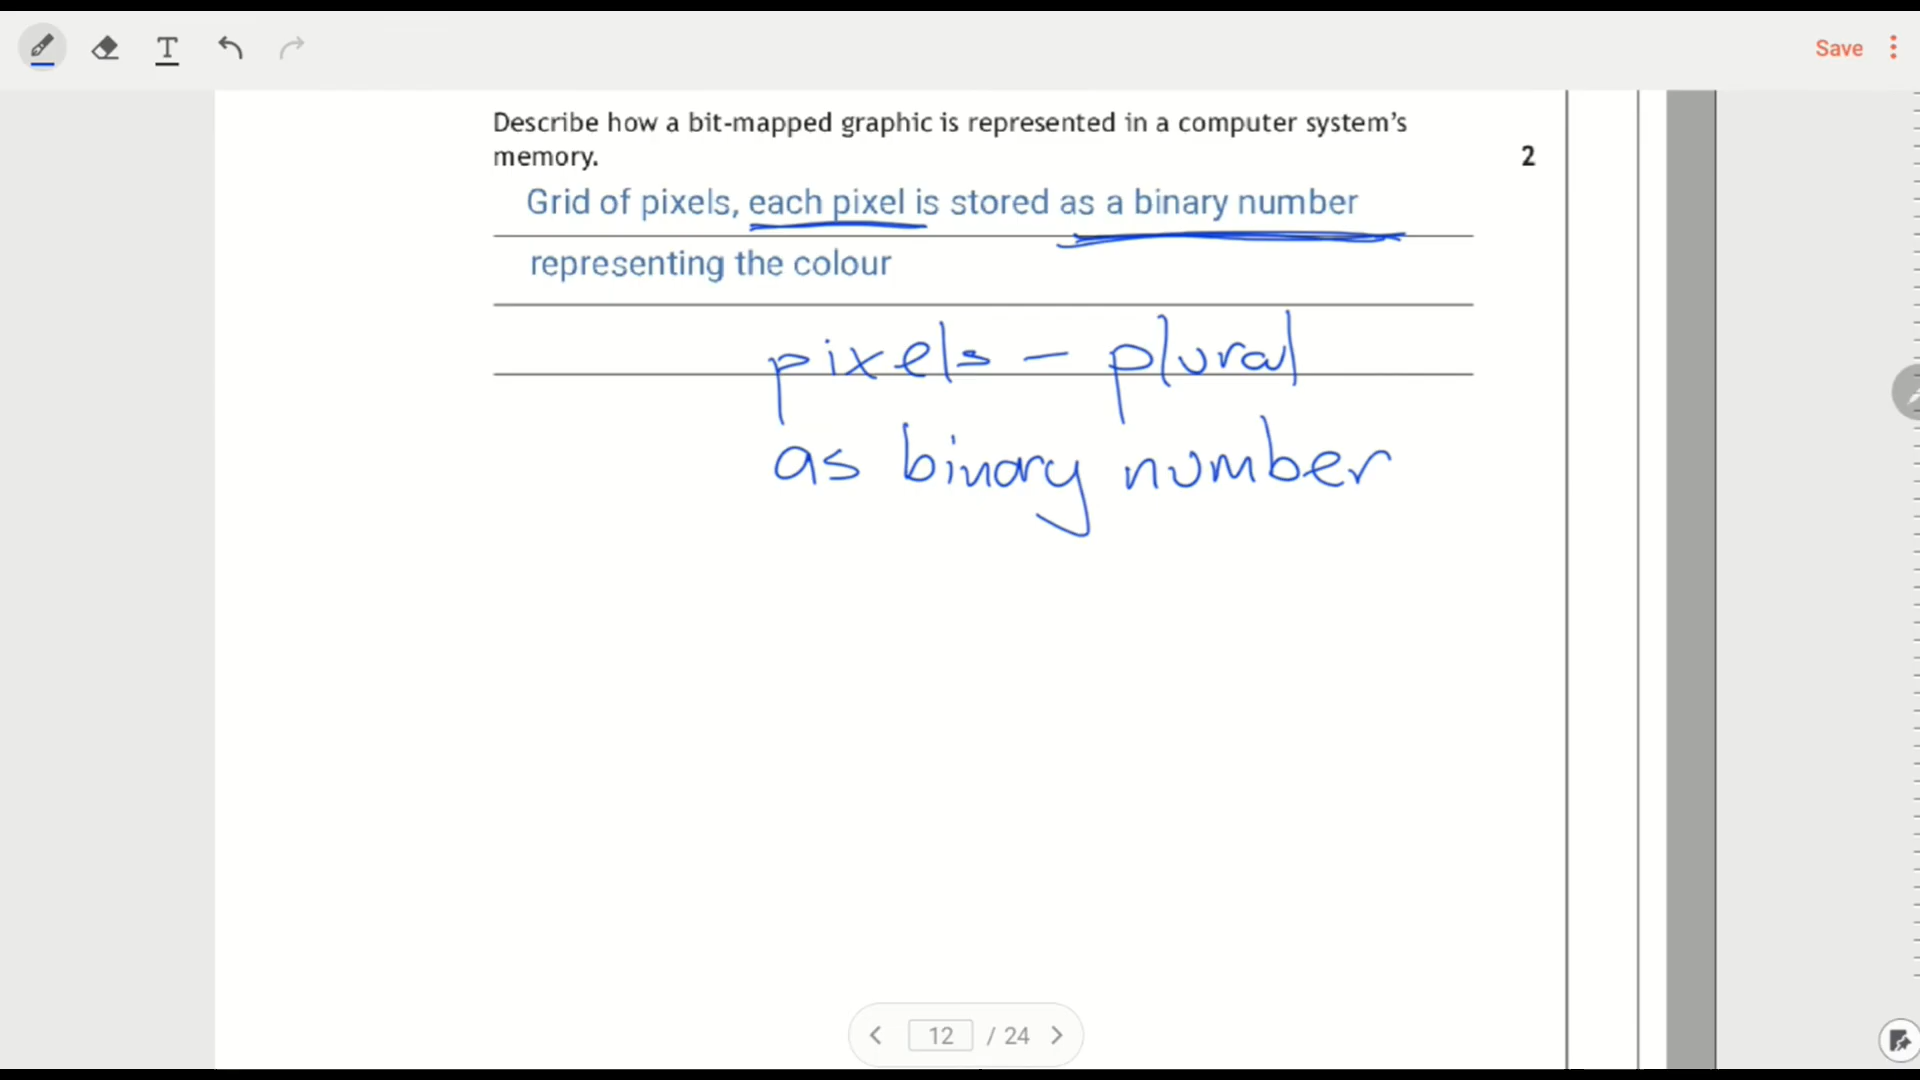 T
Save
Describe how a bit-mapped graphic is represented in a computer system's
memory.
2
Grid of pixels, each pixel is stored as a binary number
representing the colour
pixels - plural
as binary number
12 / 24